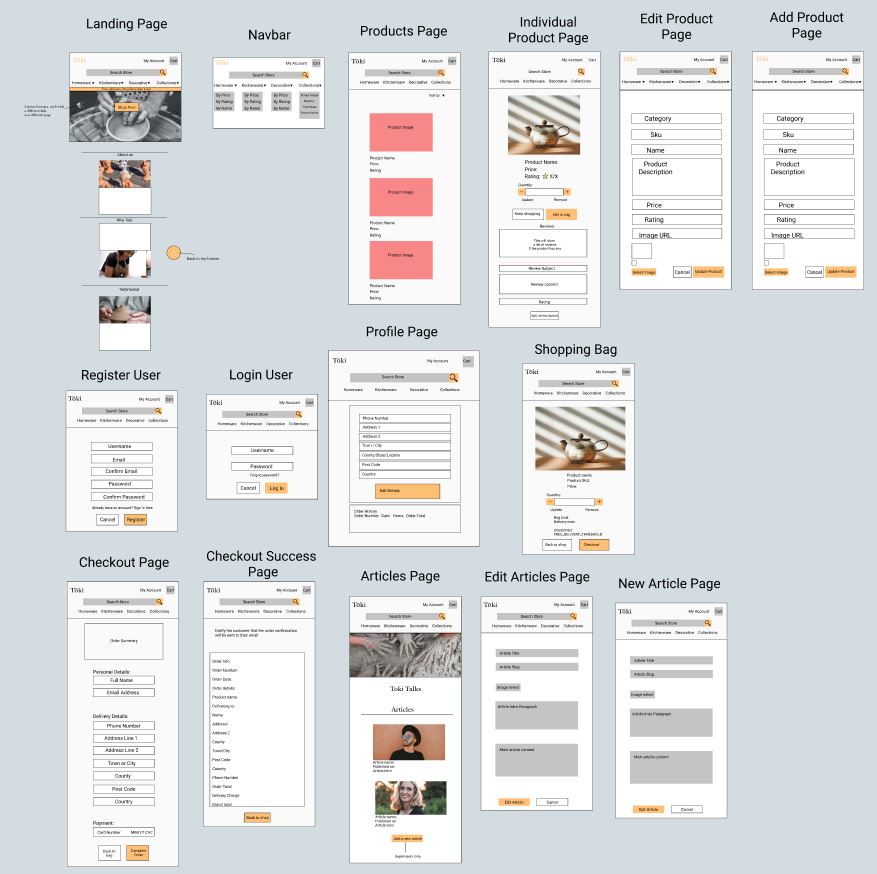 Landing Page
Tōki
My Account
Cart
Search Store
Homeware ▾ Kitchenware ▾ Decorative ▾ Collections ▾
Shop Now
About us
Why Toki
Testimonial
Back to top button
Navbar
Tōki
My Account
Cart
Search Store
Homeware ▾ Kitchenware ▾ Decorative ▾ Collections ▾
By Price By Price By Price
By Rating By Rating By Rating
By Name By Name By Name
Products Page
Tōki
My Account
Cart
Search Store
Homeware Kitchenware Decorative Collections
Sort by ▾
Product Image
Product Name
Price
Rating
Product Image
Product Name
Price
Rating
Product Image
Product Name
Price
Rating
Individual
Product Page
Tōki
My Account
Cart
Search Store
Homeware Kitchenware Decorative Collections
Product Name:
Price:
Rating: X/X
Quantity:
- +
Update Remove
Keep shopping Add to bag
Reviews
This will show
a list of reviews
if the product has any
Review Subject
Review content
Rating
Add review button
Edit Product
Page
Tōki
My Account
Cart
Search Store
Homeware ▾ Kitchenware ▾ Decorative ▾ Collections ▾
Category
Sku
Name
Product
Description
Price
Rating
Image URL
Select Image
Cancel
Update Product
Add Product
Page
Tōki
My Account
Cart
Search Store
Homeware ▾ Kitchenware ▾ Decorative ▾ Collections ▾
Category
Sku
Name
Product
Description
Price
Rating
Image URL
Select Image
Cancel
Update Product
Register User
Tōki
My Account
Cart
Search Store
Homeware Kitchenware Decorative Collections
Username
Email
Confirm Email
Password
Confirm Password
Already have an account? Sign in here
Cancel Register
Login User
Tōki
My Account
Cart
Search Store
Homeware Kitchenware Decorative Collections
Username
Password
Forgot password?
Cancel Log In
Profile Page
Tōki
My Account
Cart
Search Store
Homeware Kitchenware Decorative Collections
Phone Number
Address 1
Address 2
Town / City
County/State/Locality
Post Code
Country
Edit Details
Order History
Order Number Date Items Order Total
Shopping Bag
Tōki
My Account
Cart
Search Store
Homeware Kitchenware Decorative Collections
Product name:
Product Sku:
Price:
Quantity:
- +
Update Remove
Bag total:
Delivery cost:
Grand total:
FREE_DELIVERY_THRESHOLD
Back to shop Checkout
Checkout Page
Tōki
My Account
Cart
Search Store
Homeware Kitchenware Decorative Collections
Order Summary
Personal Details:
Full Name
Email Address
Delivery Details:
Phone Number
Address Line 1
Address Line 2
Town or City
County
Post Code
Country
Payment:
Card Number MM/YY CVC
Back to
bag
Complete
Order
Checkout Success
Page
Tōki
My Account
Cart
Search Store
Homeware Kitchenware Decorative Collections
Notify the customer that the order confirmation
will be sent to their email
Order Info:
Order Number:
Order Date:
Order details:
Product name:
Delivering to:
Name
Address1
Address 2
County
Town/City
Post Code
Country
Phone Number
Order Total
Delivery Charge
Grand total
Back to shop
Articles Page
Tōki
My Account
Cart
Search Store
Homeware Kitchenware Decorative Collections
Toki Talks
Articles
Article name
Published on
Article intro
Article name
Published on
Article intro
Add a new article
Superusers only
Edit Articles Page
Tōki
My Account
Cart
Search Store
Homeware Kitchenware Decorative Collections
Article Title
Article Slug
Image select
Article Intro Paragraph
Main article content
Edit Article Cancel
New Article Page
Tōki
My Account
Cart
Search Store
Homeware Kitchenware Decorative Collections
Article Title
Article Slug
Image select
Article Intro Paragraph
Main article content
Edit Article Cancel